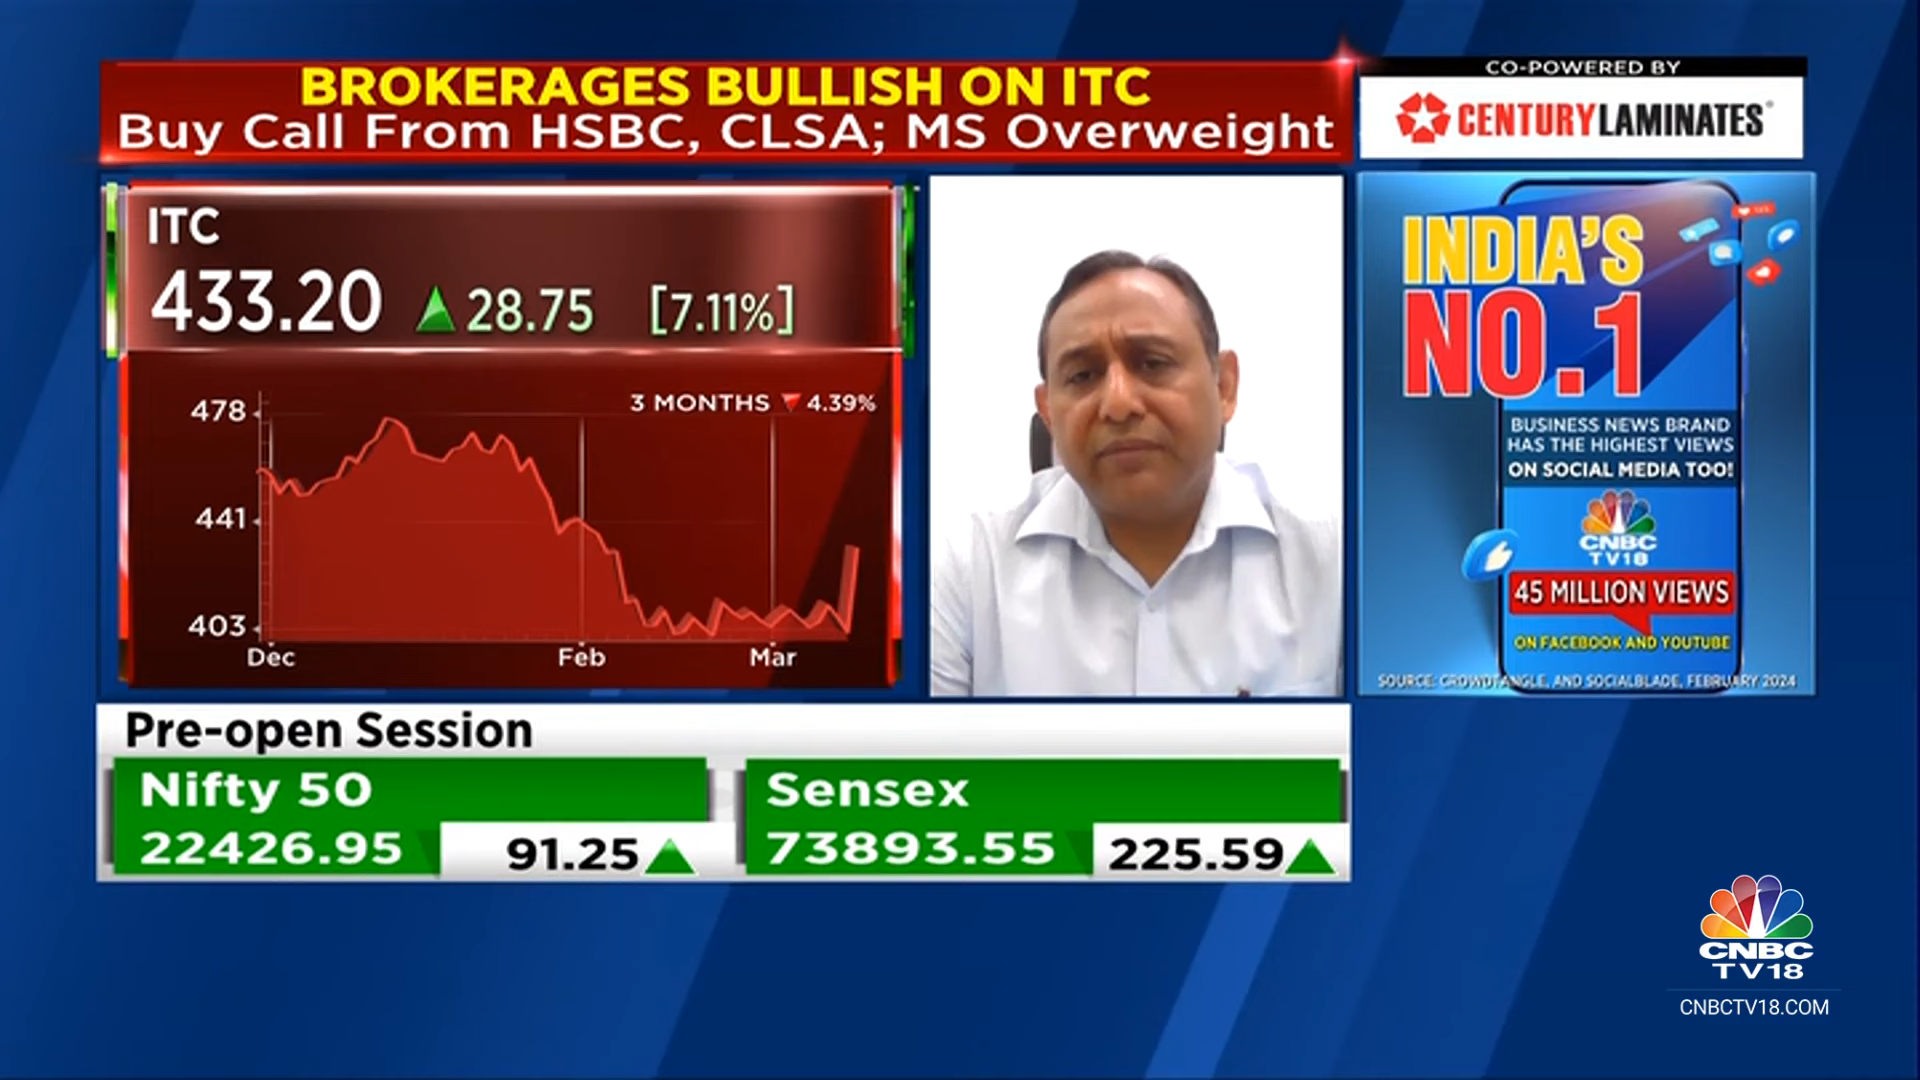 BROKERAGES BULLISH ON ITC
Buy Call From HSBC, CLSA; MS Overweight
CO-POWERED BY
CENTURYLAMINATES®
ITC
433.20 ▲ 28.75 [7.11%]
3 MONTHS ▼ 4.39%
478
441
403
Dec Feb Mar
INDIA'S
NO.1
BUSINESS NEWS BRAND
HAS THE HIGHEST VIEWS
ON SOCIAL MEDIA TOO!
CNBC
TV18
45 MILLION VIEWS
ON FACEBOOK AND YOUTUBE
SOURCE: CROWDTANGLE, AND SOCIALBLADE, FEBRUARY 2024
Pre-open Session
Nifty 50
22426.95 91.25 ▲
Sensex
73893.55 225.59 ▲
CNBC
TV18
CNBCTV18.COM